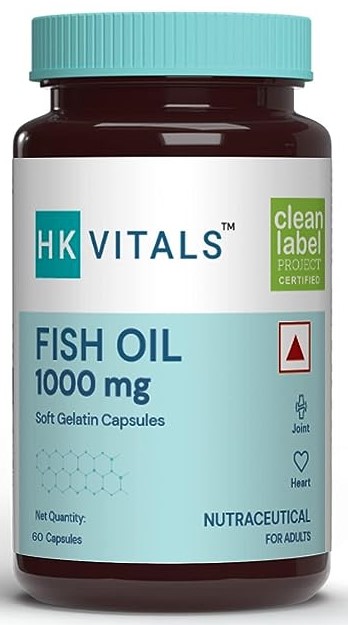 HK VITALS™
clean
label
PROJECT
CERTIFIED
FISH OIL
1000 mg
Soft Gelatin Capsules
Joint
Heart
Net Quantity:
60 Capsules
NUTRACEUTICAL
FOR ADULTS